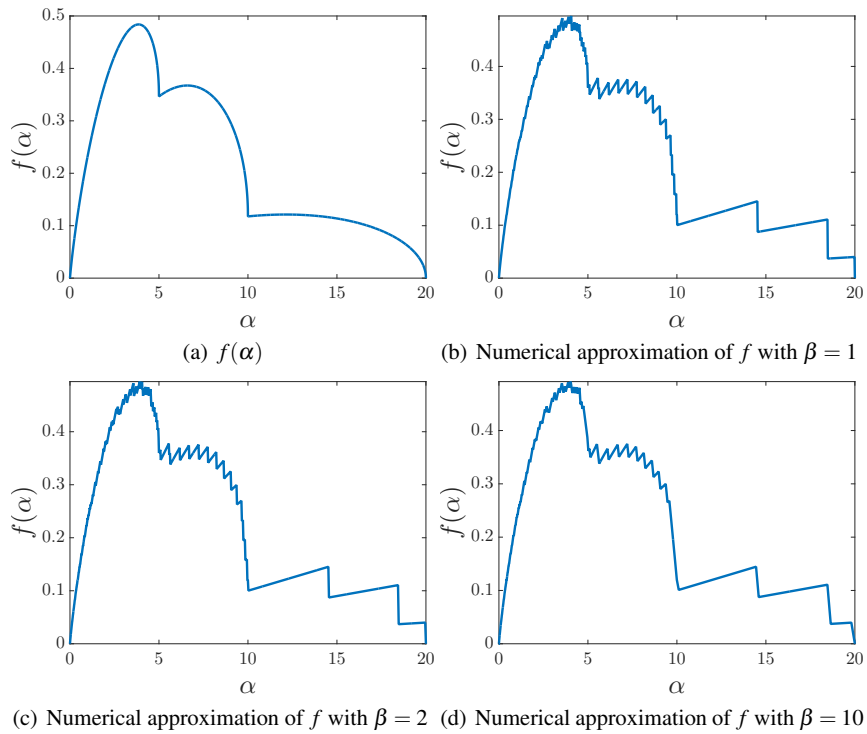 0.5
0.4
0.3
0.2
0.1
0
f(α)
0 5 10 15 20
α
(a) f(α)
0.4
0.3
0.2
0.1
0
f(α)
0 5 10 15 20
α
(b) Numerical approximation of f with β = 1
0.4
0.3
0.2
0.1
0
f(α)
0 5 10 15 20
α
(c) Numerical approximation of f with β = 2
0.4
0.3
0.2
0.1
0
f(α)
0 5 10 15 20
α
(d) Numerical approximation of f with β = 10